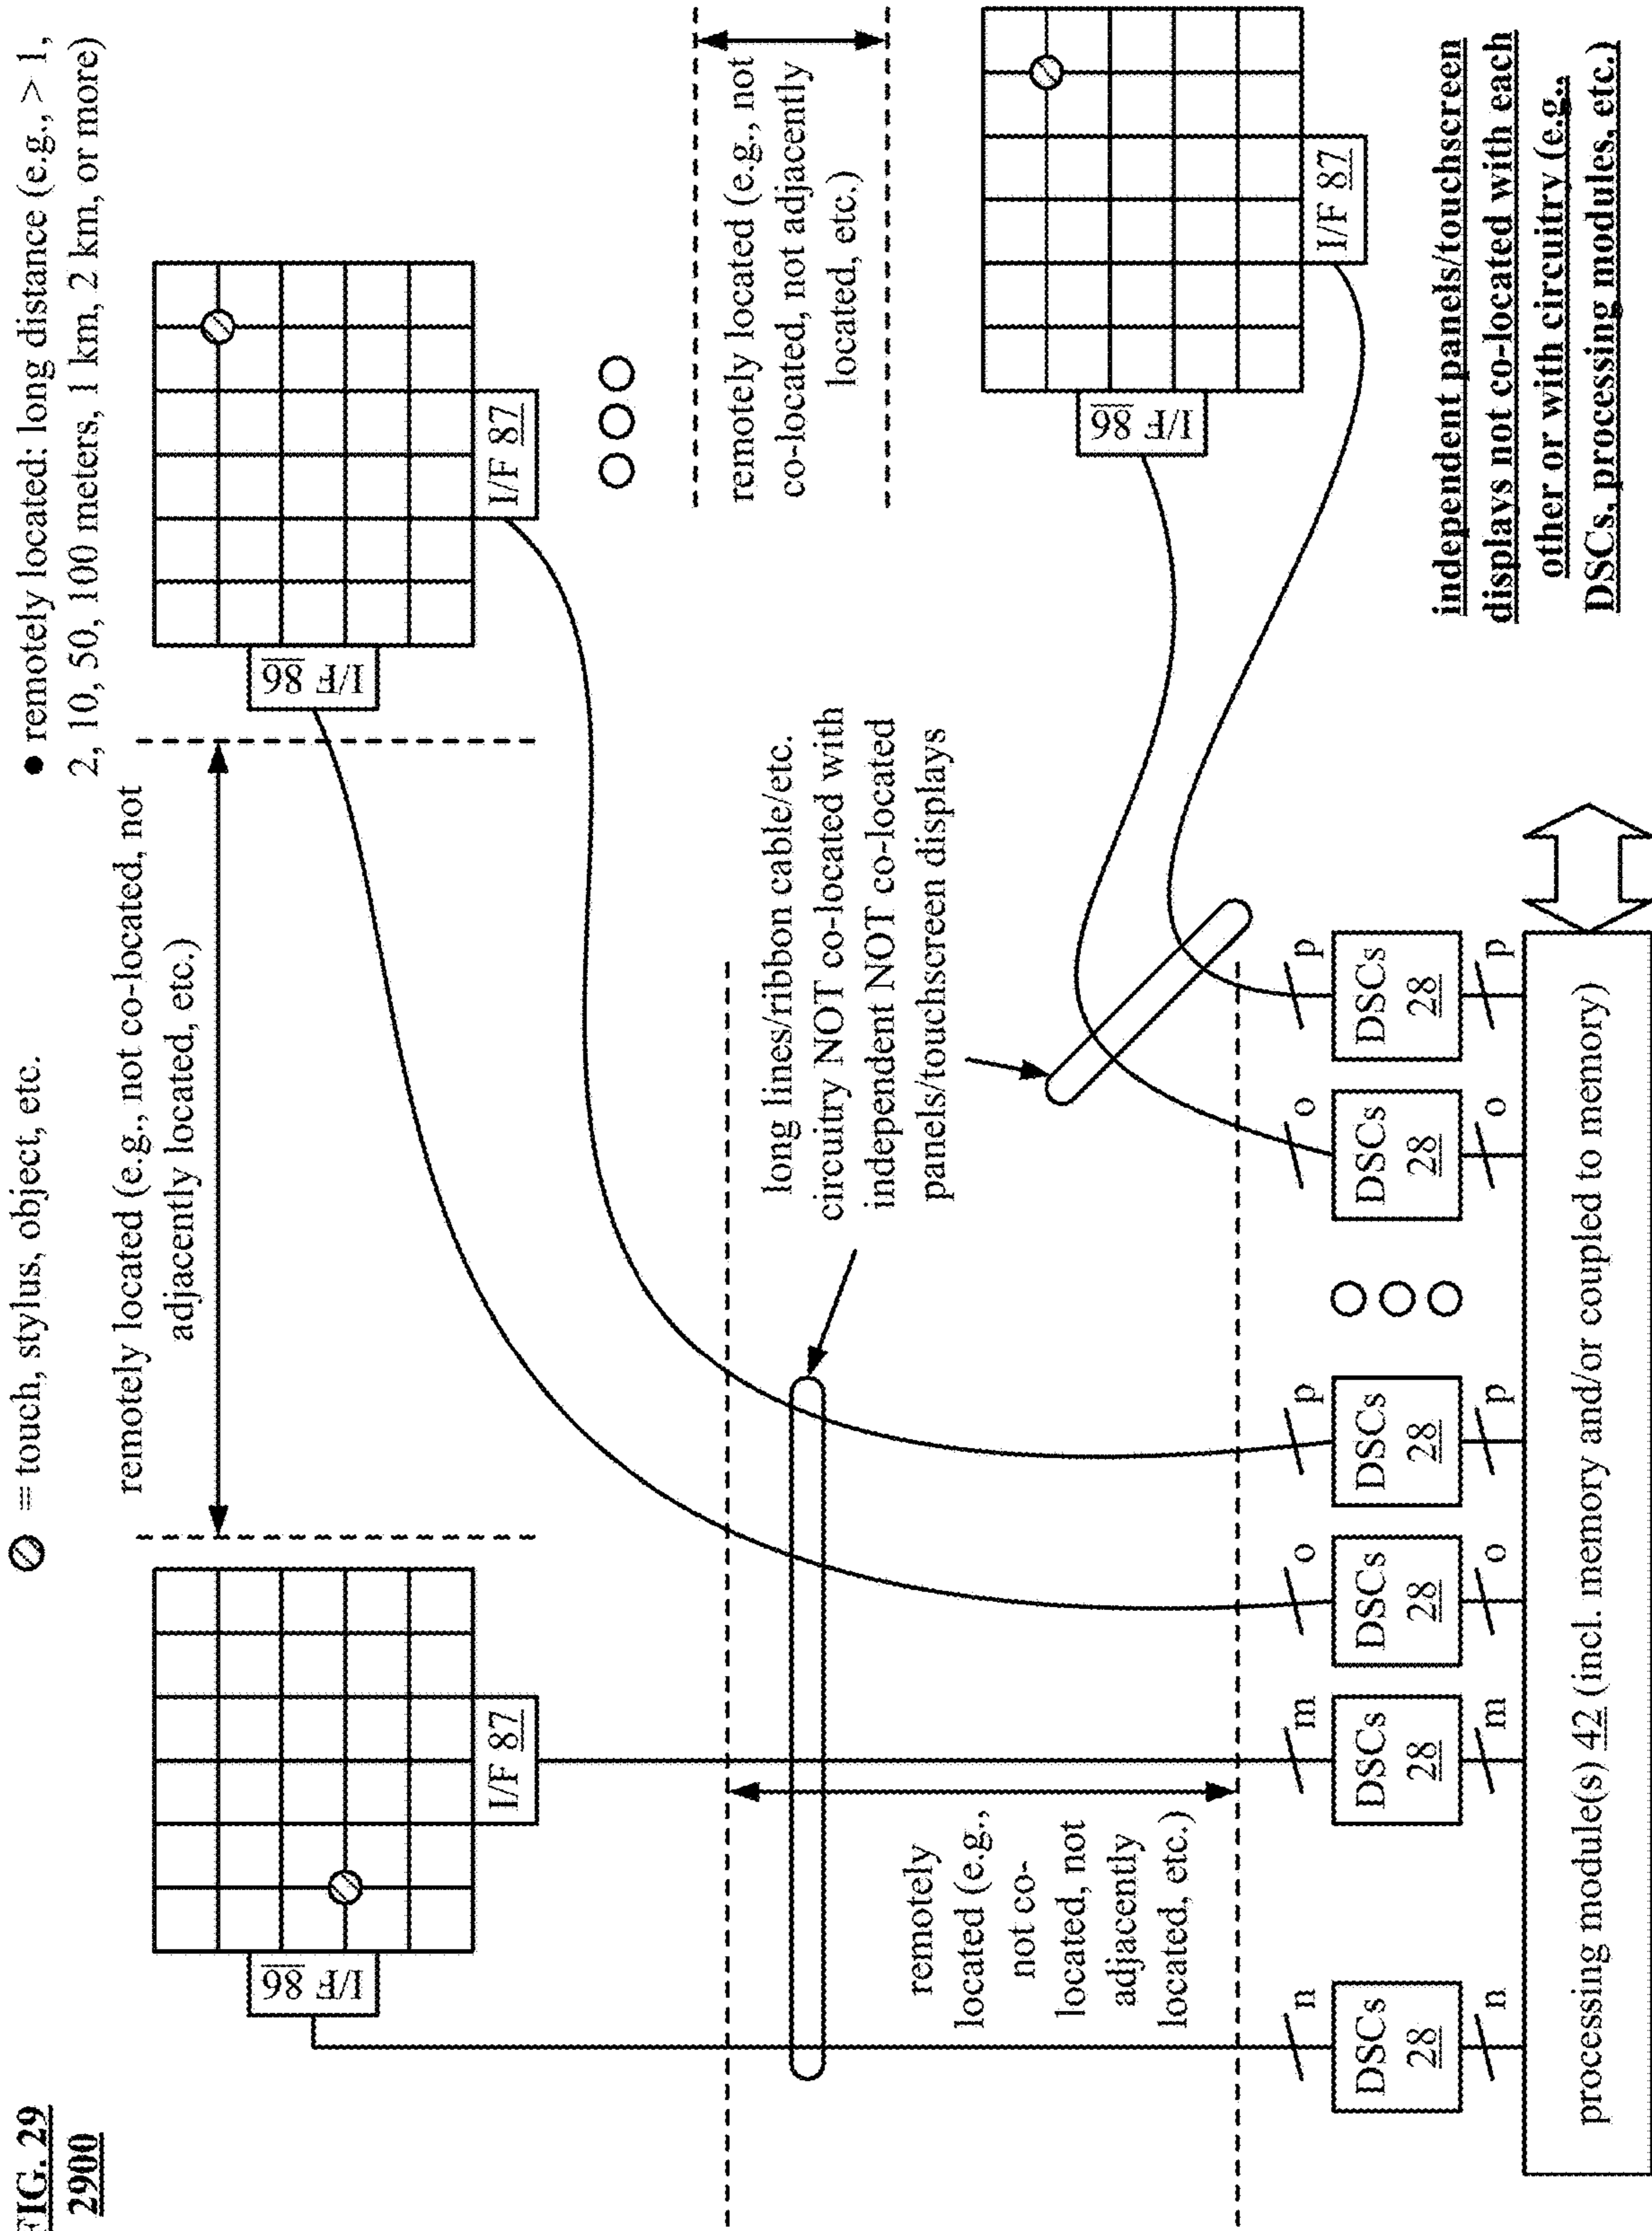 FIG. 29
2900
= touch, stylus, object, etc.
● remotely located: long distance (e.g., > 1,
2, 10, 50, 100 meters, 1 km, 2 km, or more)
remotely located (e.g., not co-located, not
adjacently located, etc.)
I/F 86
I/F 87
I/F 86
I/F 87
remotely located (e.g., not
co-located, not adjacently
located, etc.)
long lines/ribbon cable/etc.
circuitry NOT co-located with
independent NOT co-located
panels/touchscreen displays
remotely
located (e.g.,
not co-
located, not
adjacently
located, etc.)
I/F 86
I/F 87
n
m
o
p
o
p
DSCs
28
DSCs
28
DSCs
28
DSCs
28
DSCs
28
DSCs
28
n
m
o
p
o
p
processing module(s) 42 (incl. memory and/or coupled to memory)
independent panels/touchscreen
displays not co-located with each
other or with circuitry (e.g.,
DSCs, processing modules, etc.)